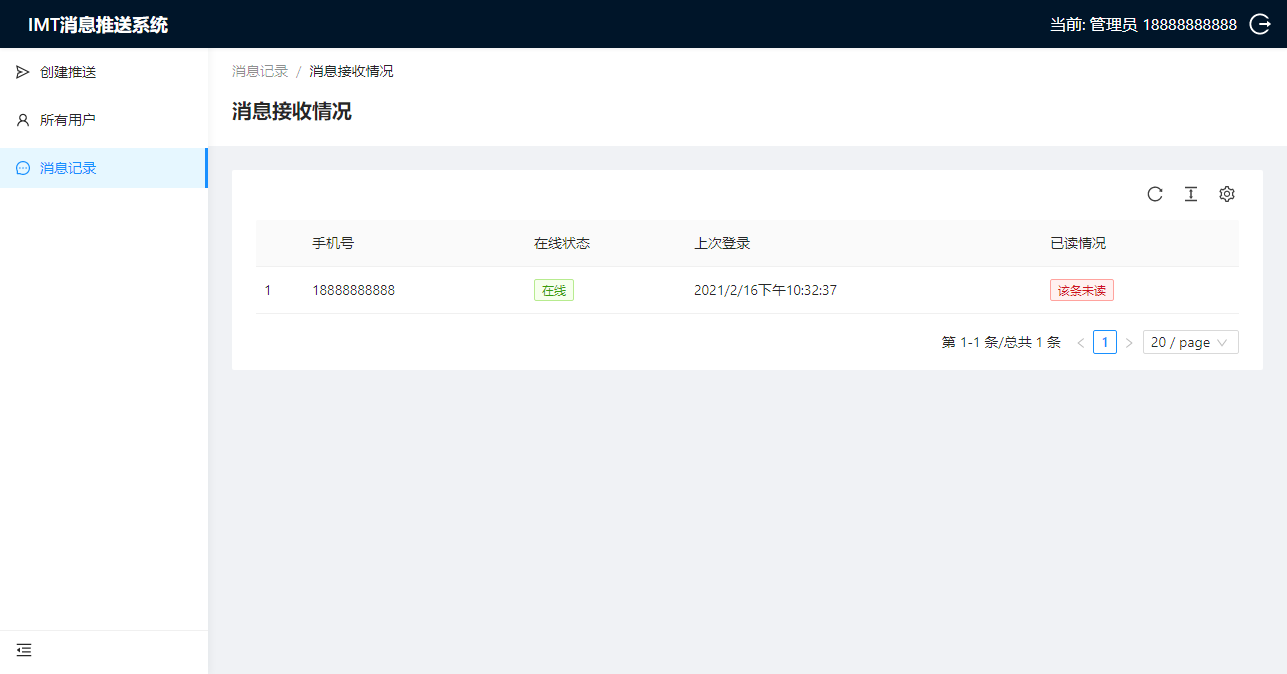 IMT消息推送系统
当前: 管理员 18888888888
创建推送
所有用户
消息记录
消息记录 / 消息接收情况
消息接收情况
手机号 在线状态 上次登录 已读情况
1 18888888888 在线 2021/2/16下午10:32:37 该条未读
第 1-1 条/总共 1 条 < 1 > 20 / page